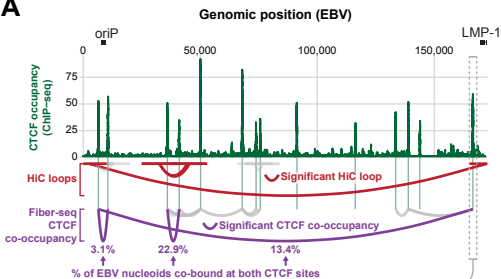 A
Genomic position (EBV)
oriP
LMP-1
0
50,000
100,000
150,000
CTCF occupancy
(ChIP–seq)
75
50
25
0
HiC loops
Significant HiC loop
Fiber-seq
CTCF
co-occupancy
Significant CTCF co-occupancy
3.1%
22.9%
13.4%
% of EBV nucleoids co-bound at both CTCF sites